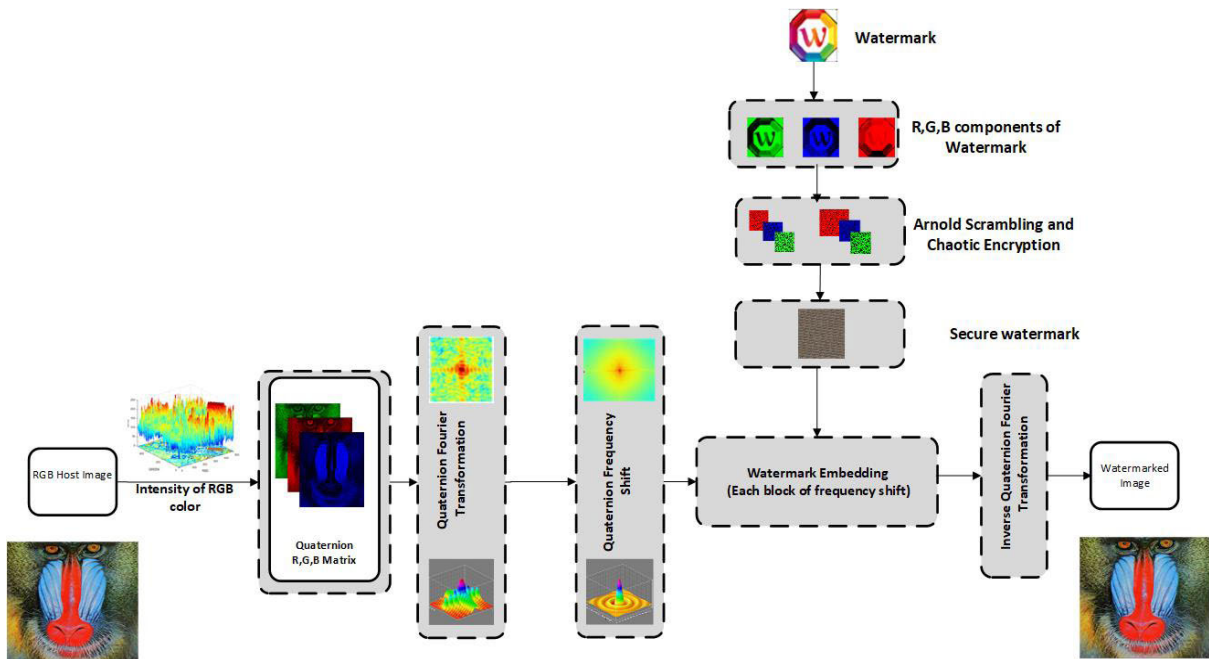 Watermark
R,G,B components of
Watermark
Arnold Scrambling and
Chaotic Encryption
Secure watermark
RGB Host Image
Intensity of RGB
color
Quaternion
R,G,B Matrix
Quaternion Fourier
Transformation
Quaternion Frequency
Shift
Watermark Embedding
(Each block of frequency shift)
Inverse Quaternion Fourier
Transformation
Watermarked
Image